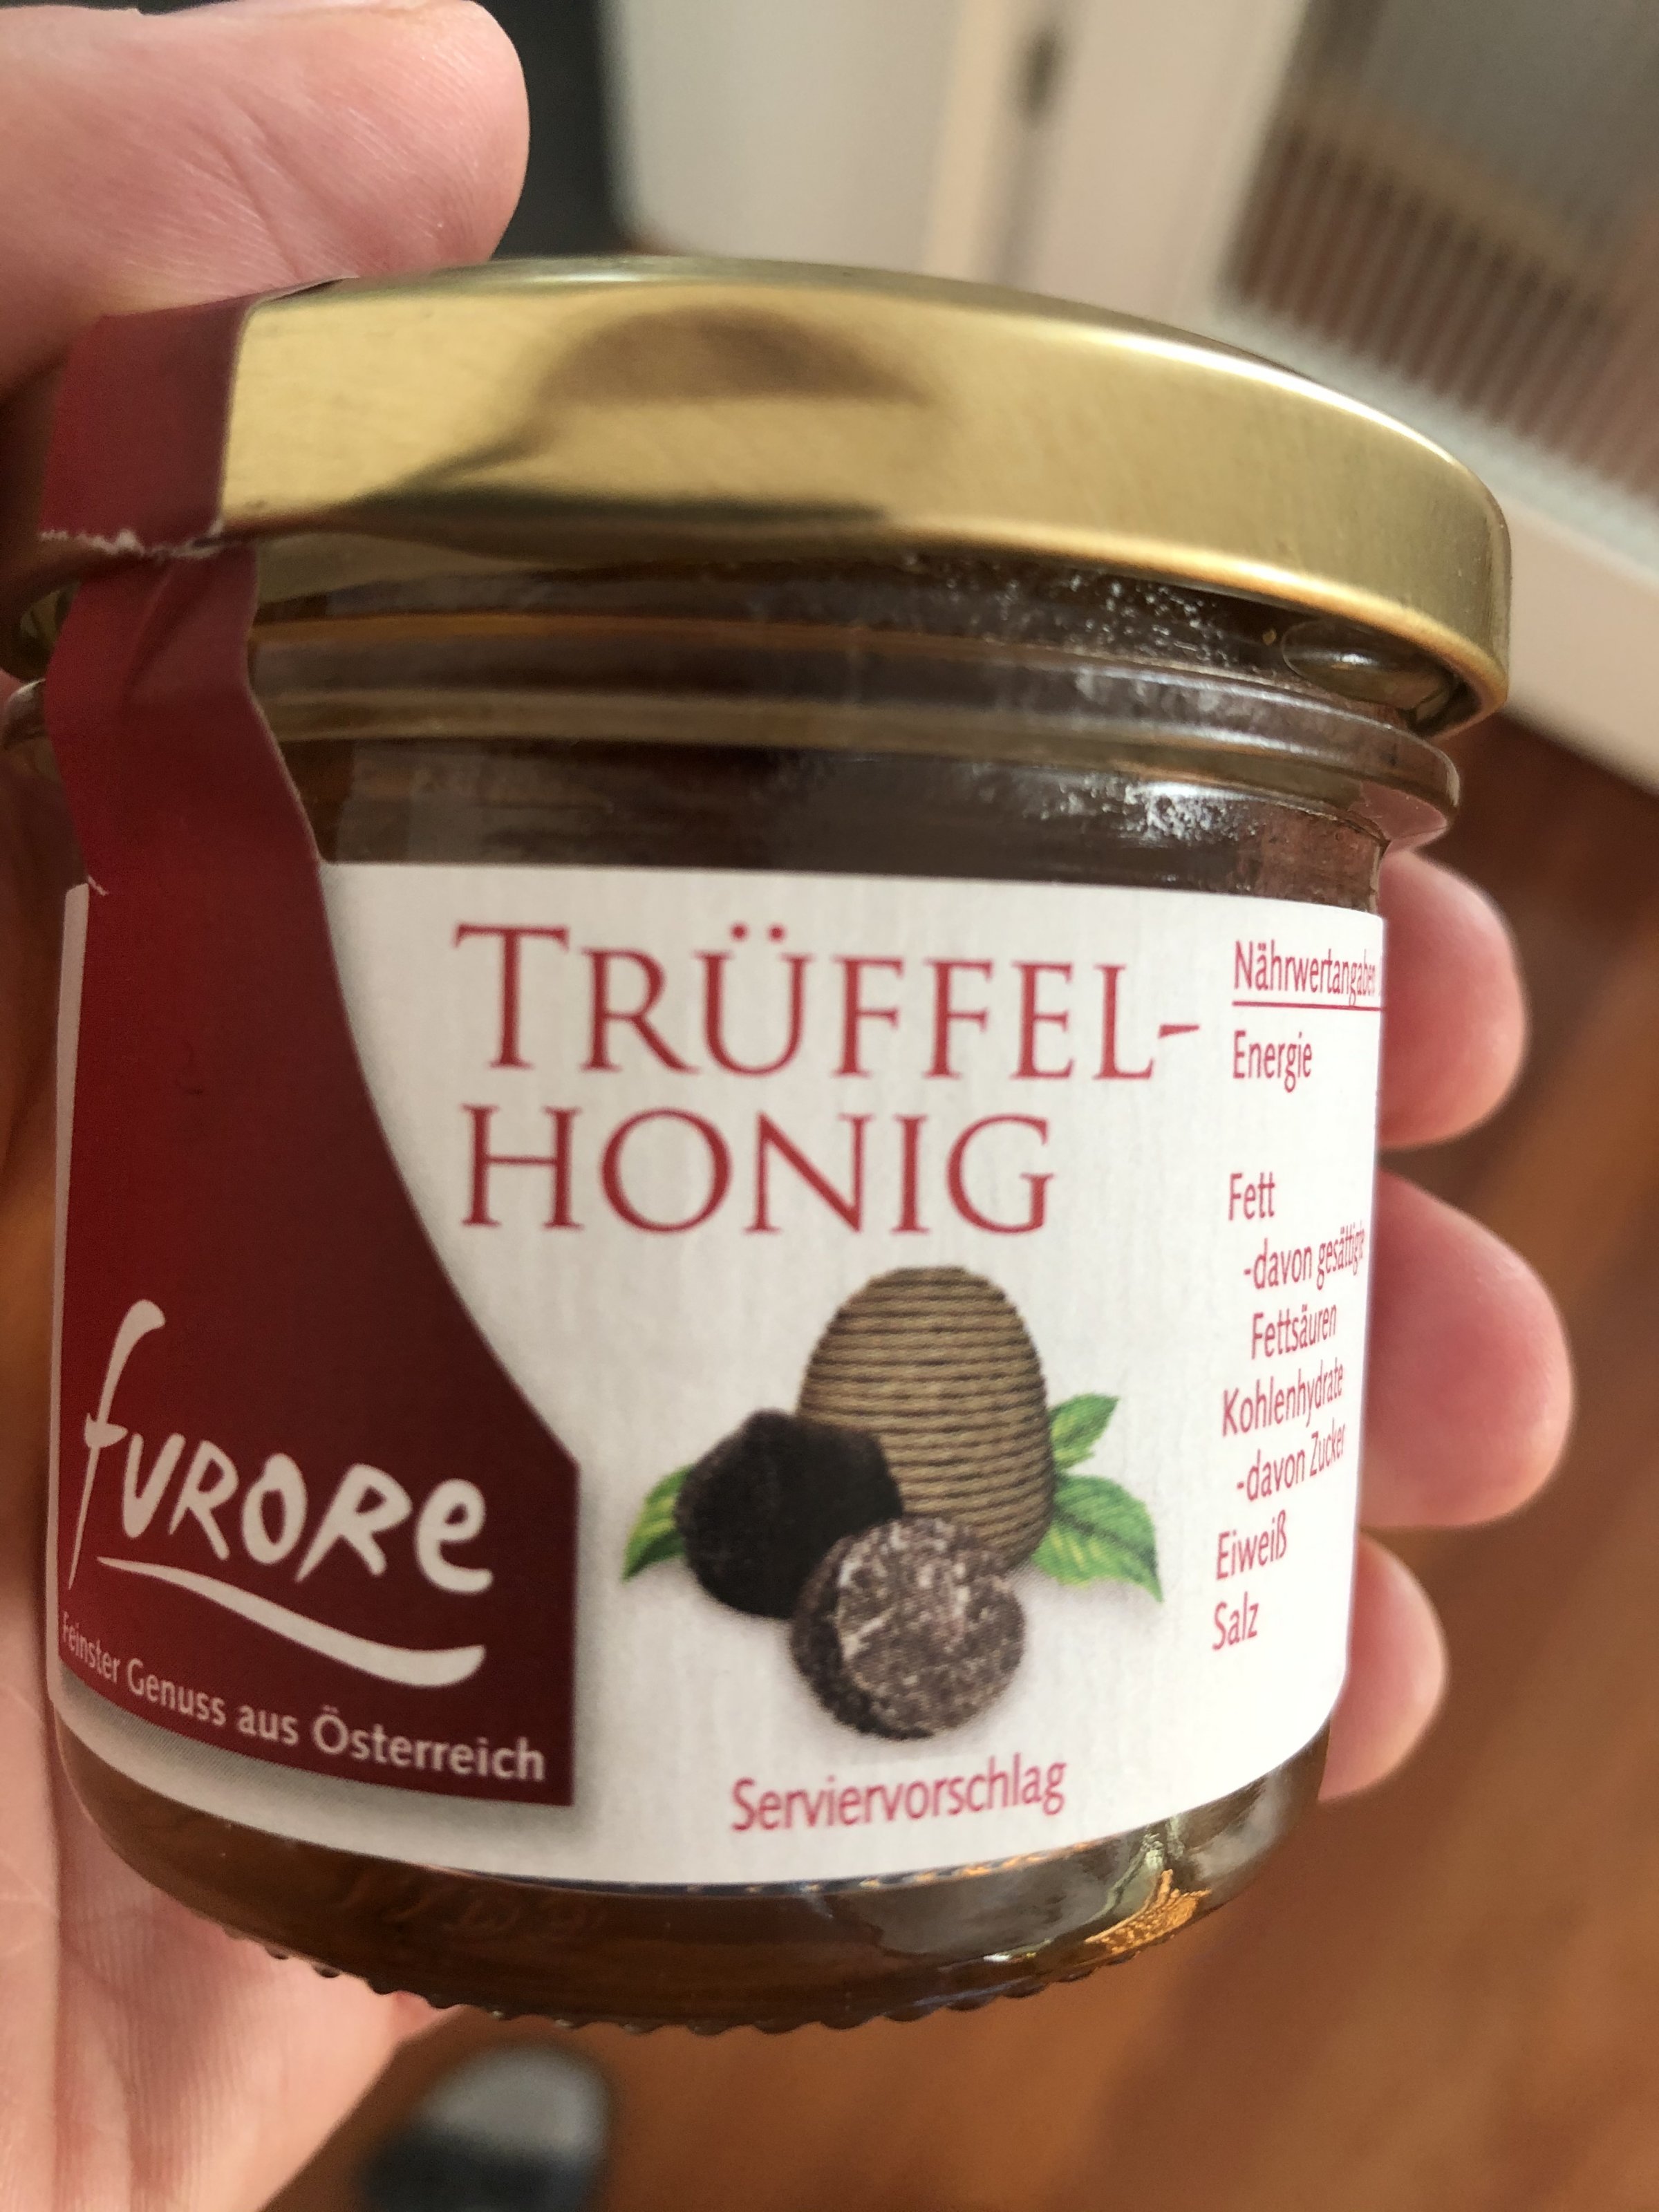 TRÜFFEL-
HONIG
FURORE
Feinster Genuss aus Österreich
Serviervorschlag
Nährwertangaben
Energie
Fett
-davon gesättigte
Fettsäuren
Kohlenhydrate
-davon Zucker
Eiweiß
Salz